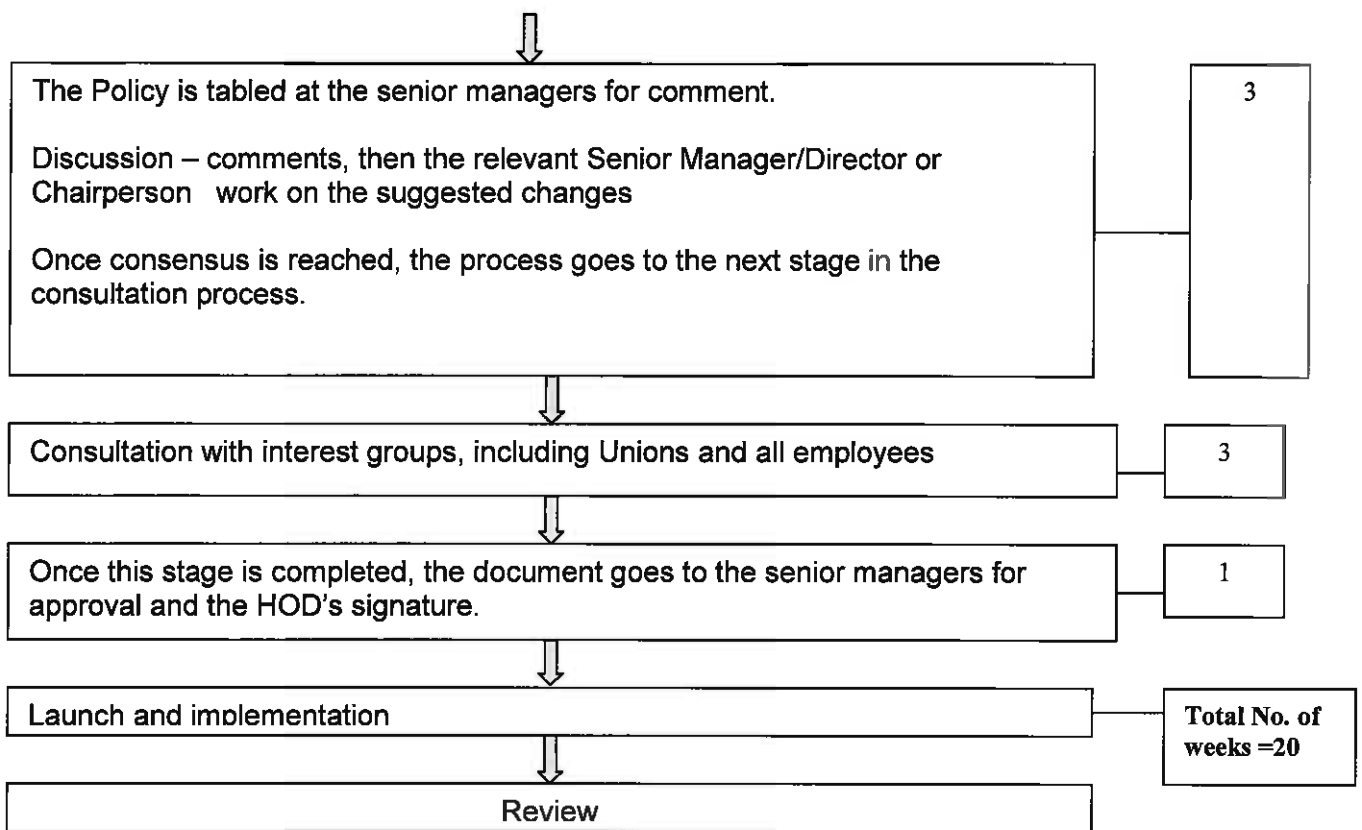 The Policy is tabled at the senior managers for comment.
3
Discussion – comments, then the relevant Senior Manager/Director or
Chairperson work on the suggested changes
Once consensus is reached, the process goes to the next stage in the
consultation process.
Consultation with interest groups, including Unions and all employees
3
Once this stage is completed, the document goes to the senior managers for
approval and the HOD's signature.
1
Launch and implementation
Total No. of
weeks =20
Review